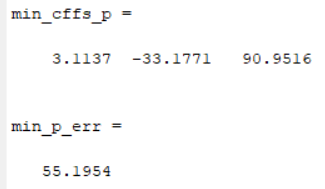 min_cffs_p =
3.1137 -33.1771 90.9516
min_p_err =
55.1954